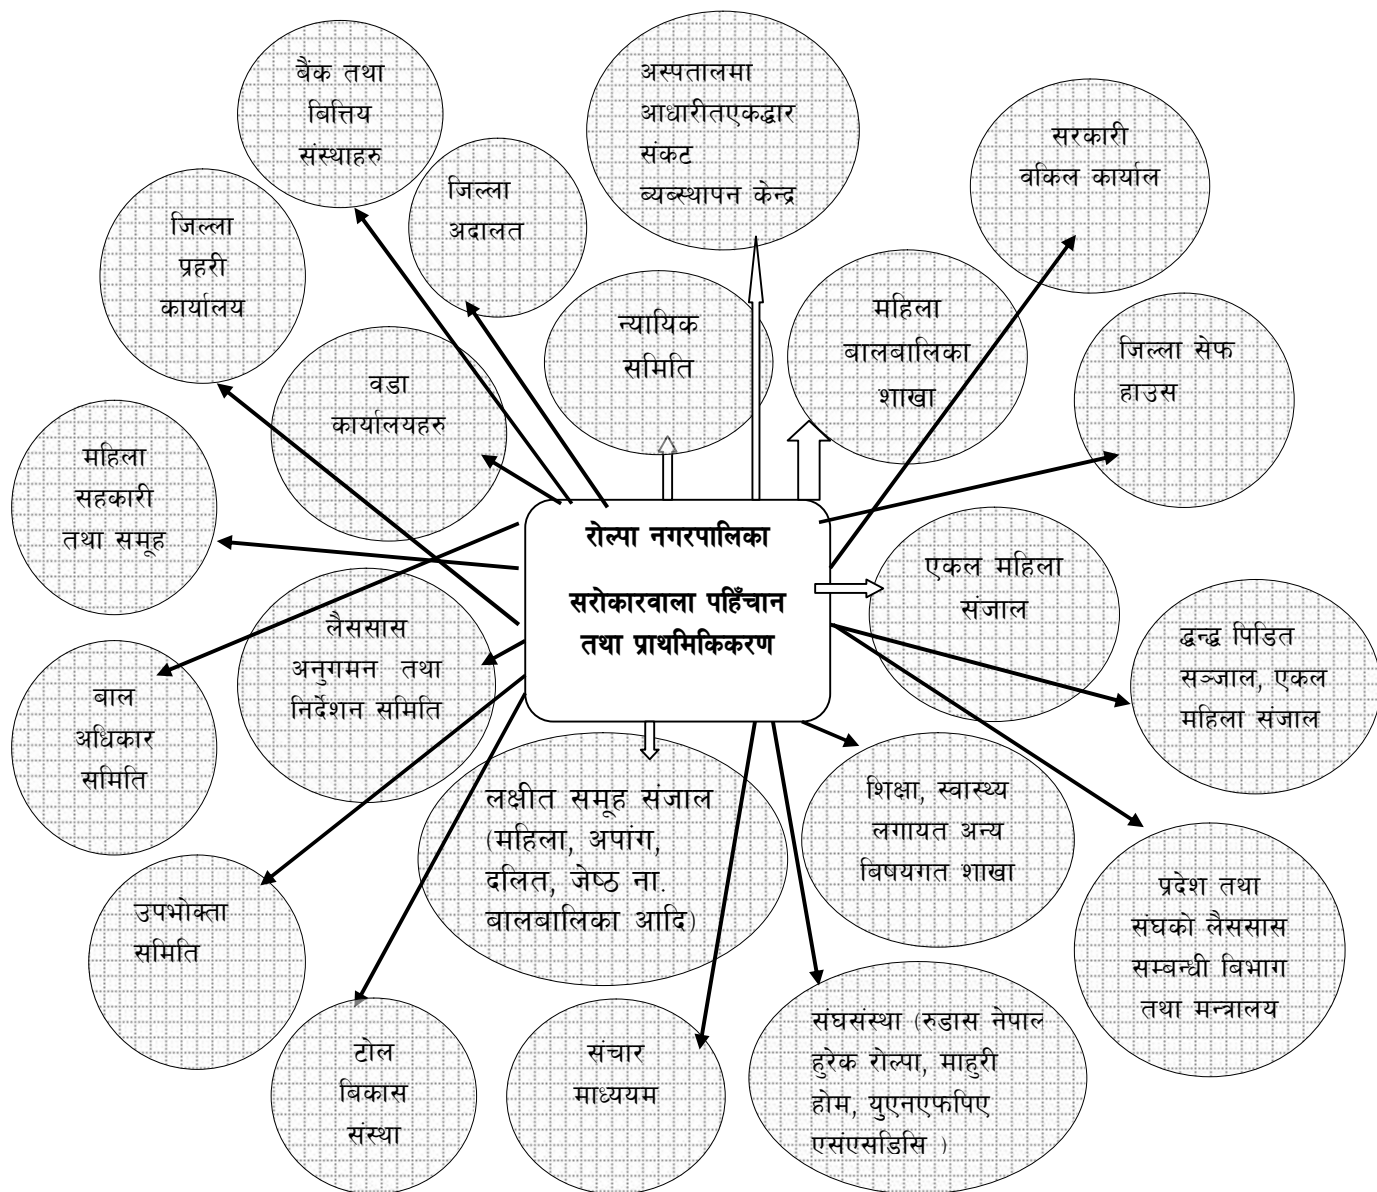 बैंक तथा
बित्तिय
संस्थाहरु
अस्पतालमा
आधारीतएकद्धार
संकट
ब्यब्स्थापन केन्द्र
सरकारी
वकिल कार्याल
जिल्ला
अदालत
जिल्ला
प्रहरी
कार्यालय
न्यायिक
समिति
महिला
बालबालिका
शाखा
जिल्ला सेफ
हाउस
वडा
कार्यालयहरु
महिला
सहकारी
तथा समूह
रोल्पा नगरपालिका
सरोकारवाला पहिँचान
तथा प्राथमिकिकरण
एकल महिला
संजाल
लैससास
अनुगमन तथा
निर्देशन समिति
द्धन्द्ध पिडित
सञ्जाल, एकल
महिला संजाल
बाल
अधिकार
समिति
लक्षीत समूह संजाल
(महिला, अपांग,
दलित, जेष्ठ ना.
बालबालिका आदि)
शिक्षा, स्वास्थ्य
लगायत अन्य
बिषयगत शाखा
प्रदेश तथा
संघको लैससास
सम्बन्धी बिभाग
तथा मन्त्रालय
उपभोक्ता
समिति
टोल
बिकास
संस्था
संचार
माध्ययम
संघसंस्था (रुडास नेपाल
हुरेक रोल्पा, माहुरी
होम, युएनएफपिए
एसंएसडिसि )